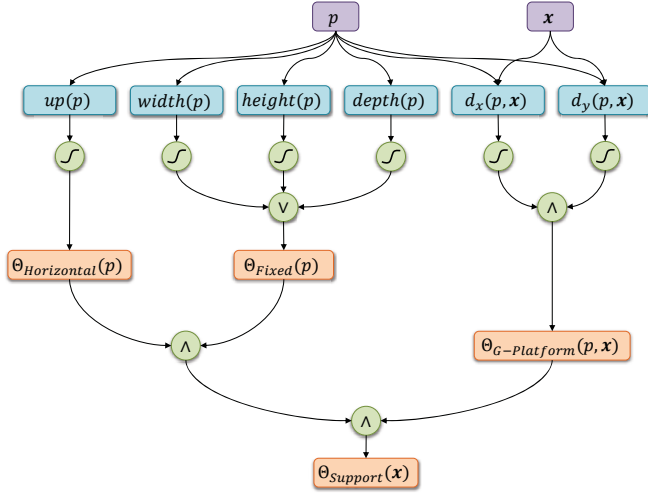 p
x
up(p)
width(p)
height(p)
depth(p)
d_x(p, x)
d_y(p, x)
∨
∧
Θ_Horizontal(p)
Θ_Fixed(p)
∧
Θ_G−Platform(p, x)
∧
Θ_Support(x)